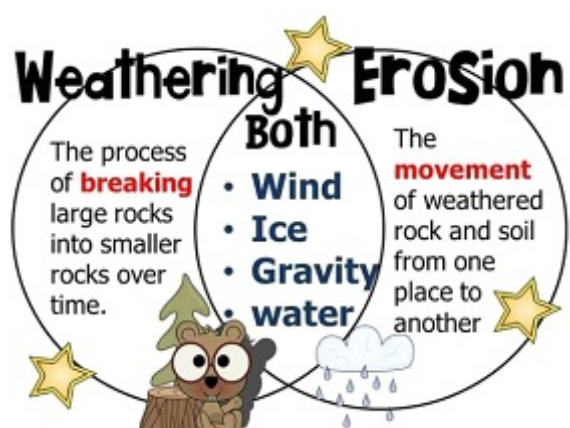 Weathering
Erosion
The process
of breaking
large rocks
into smaller
rocks over
time.
Both
• Wind
• Ice
• Gravity
• water
The
movement
of weathered
rock and soil
from one
place to
another